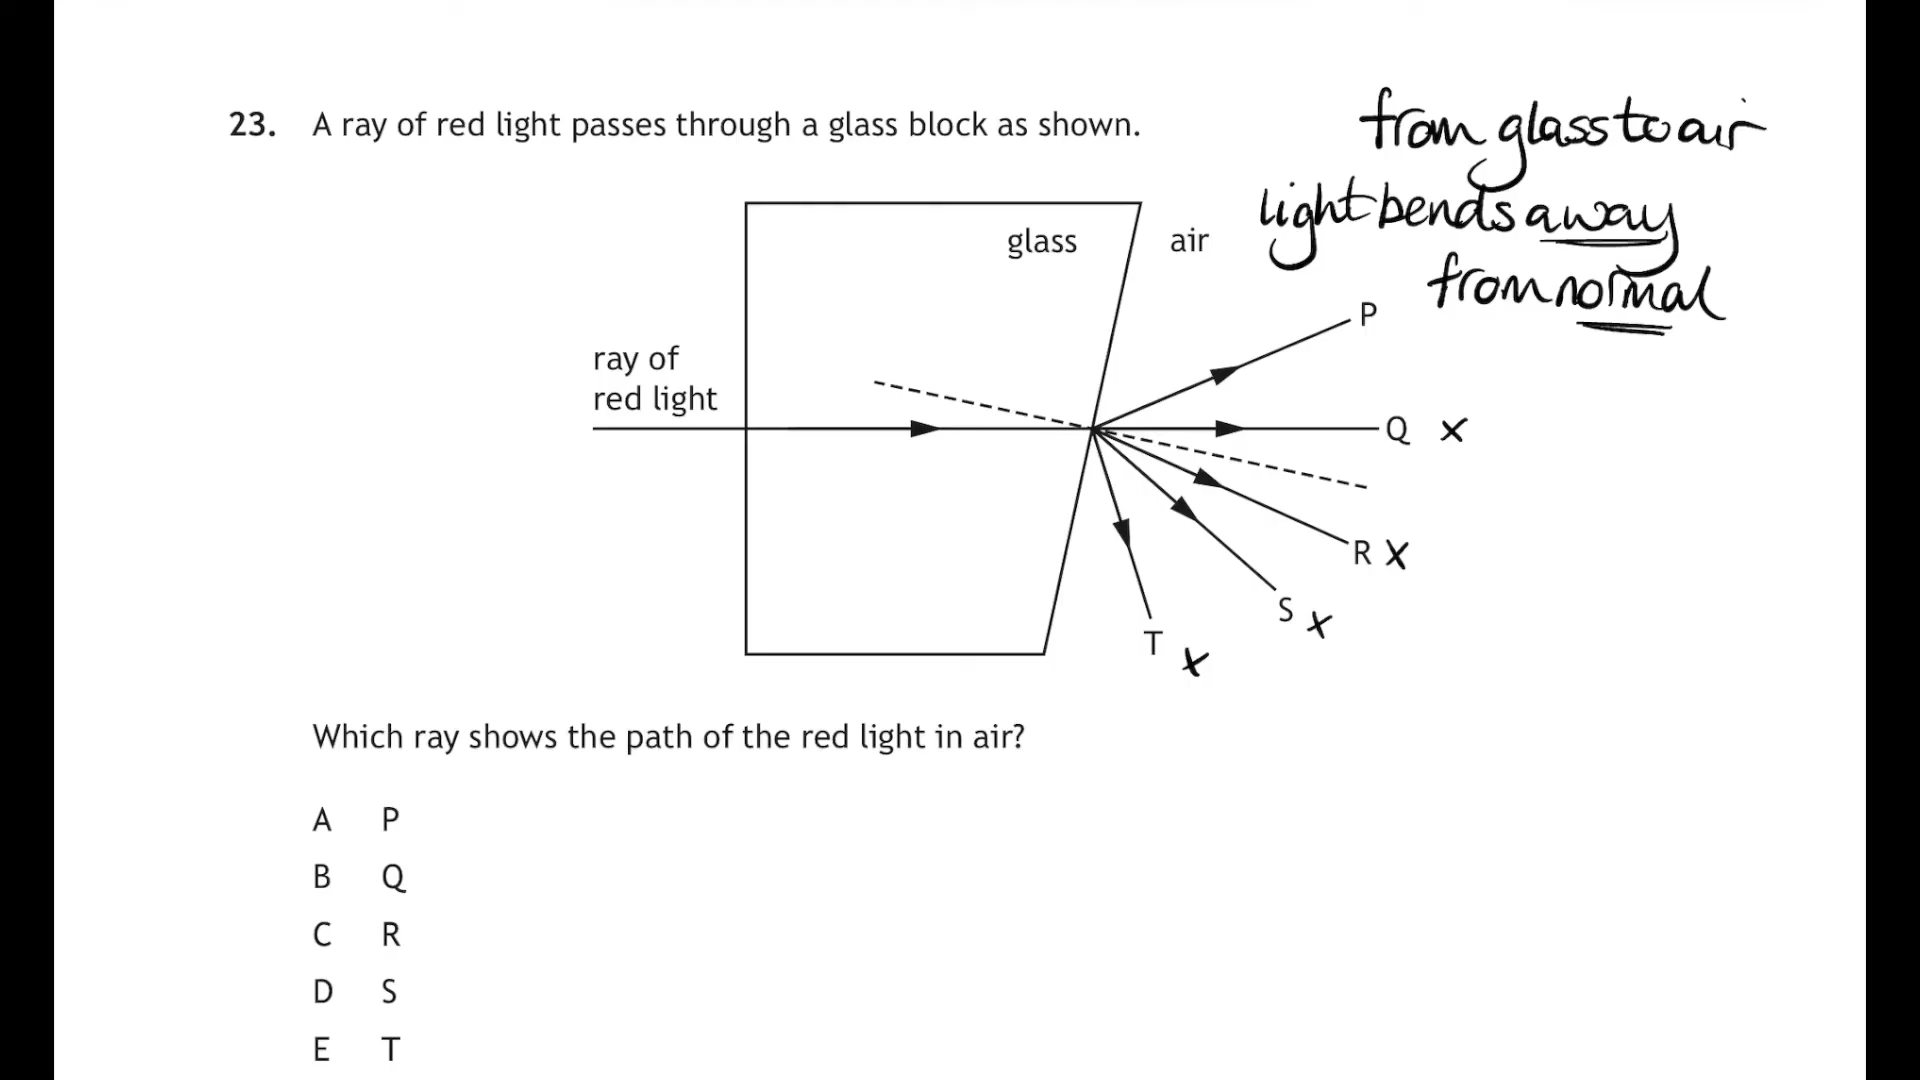 23. A ray of red light passes through a glass block as shown.
from glass to air
light bends away
from normal
glass
air
P
ray of
red light
Q x
R x
S x
T x
Which ray shows the path of the red light in air?
A P
B Q
C R
D S
E T